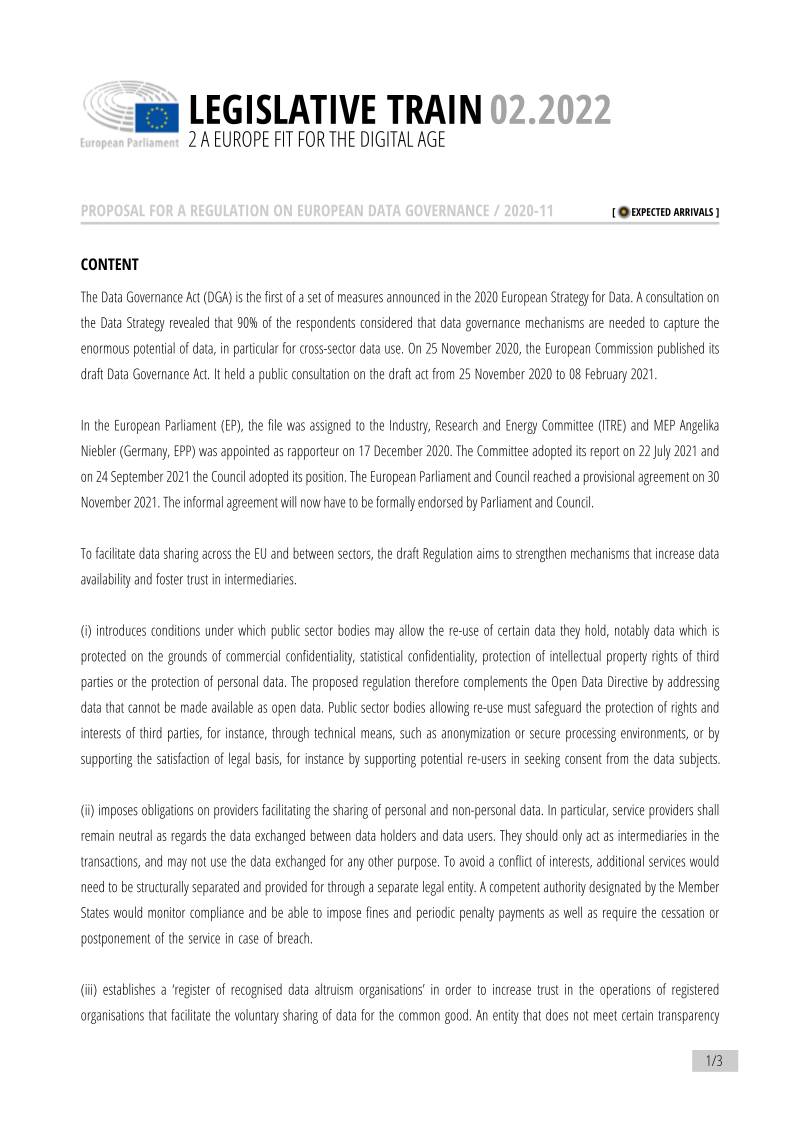 European Parliament
LEGISLATIVE TRAIN 02.2022
2 A EUROPE FIT FOR THE DIGITAL AGE
PROPOSAL FOR A REGULATION ON EUROPEAN DATA GOVERNANCE / 2020-11
[ EXPECTED ARRIVALS ]
CONTENT
The Data Governance Act (DGA) is the first of a set of measures announced in the 2020 European Strategy for Data. A consultation on
the Data Strategy revealed that 90% of the respondents considered that data governance mechanisms are needed to capture the
enormous potential of data, in particular for cross-sector data use. On 25 November 2020, the European Commission published its
draft Data Governance Act. It held a public consultation on the draft act from 25 November 2020 to 08 February 2021.
In the European Parliament (EP), the file was assigned to the Industry, Research and Energy Committee (ITRE) and MEP Angelika
Niebler (Germany, EPP) was appointed as rapporteur on 17 December 2020. The Committee adopted its report on 22 July 2021 and
on 24 September 2021 the Council adopted its position. The European Parliament and Council reached a provisional agreement on 30
November 2021. The informal agreement will now have to be formally endorsed by Parliament and Council.
To facilitate data sharing across the EU and between sectors, the draft Regulation aims to strengthen mechanisms that increase data
availability and foster trust in intermediaries.
(i) introduces conditions under which public sector bodies may allow the re-use of certain data they hold, notably data which is
protected on the grounds of commercial confidentiality, statistical confidentiality, protection of intellectual property rights of third
parties or the protection of personal data. The proposed regulation therefore complements the Open Data Directive by addressing
data that cannot be made available as open data. Public sector bodies allowing re-use must safeguard the protection of rights and
interests of third parties, for instance, through technical means, such as anonymization or secure processing environments, or by
supporting the satisfaction of legal basis, for instance by supporting potential re-users in seeking consent from the data subjects.
(ii) imposes obligations on providers facilitating the sharing of personal and non-personal data. In particular, service providers shall
remain neutral as regards the data exchanged between data holders and data users. They should only act as intermediaries in the
transactions, and may not use the data exchanged for any other purpose. To avoid a conflict of interests, additional services would
need to be structurally separated and provided for through a separate legal entity. A competent authority designated by the Member
States would monitor compliance and be able to impose fines and periodic penalty payments as well as require the cessation or
postponement of the service in case of breach.
(iii) establishes a ‘register of recognised data altruism organisations’ in order to increase trust in the operations of registered
organisations that facilitate the voluntary sharing of data for the common good. An entity that does not meet certain transparency
1/3